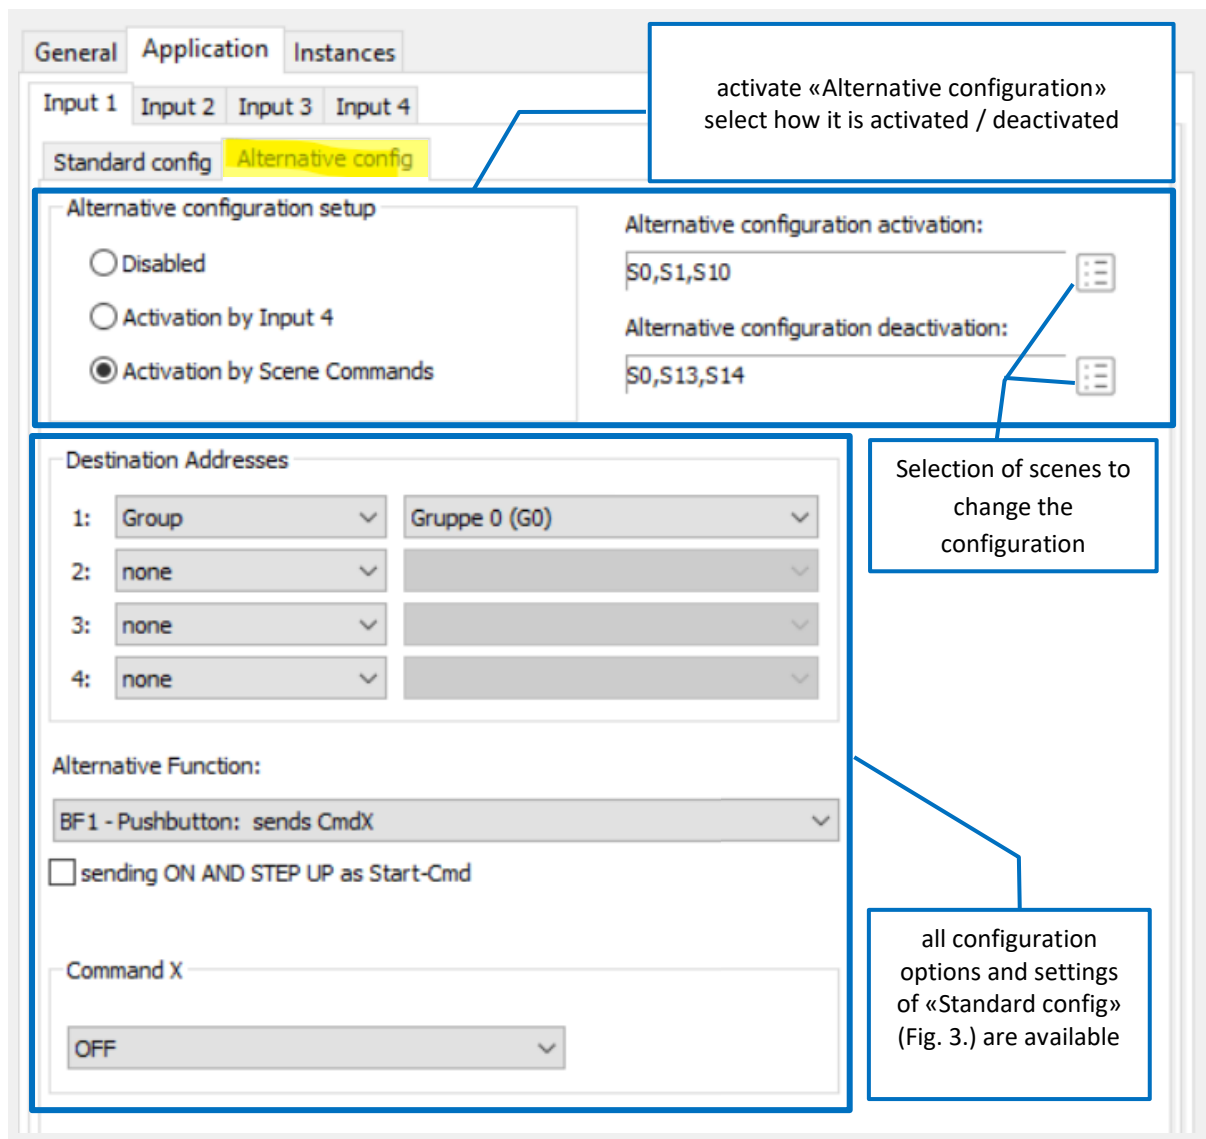 General Application Instances
activate «Alternative configuration»
select how it is activated / deactivated
Input 1 Input 2 Input 3 Input 4
Standard config Alternative config
Alternative configuration setup
Disabled
Activation by Input 4
Activation by Scene Commands
Alternative configuration activation:
S0,S1,S10
Alternative configuration deactivation:
S0,S13,S14
Selection of scenes to
change the
configuration
Destination Addresses
1: Group Gruppe 0 (G0)
2: none
3: none
4: none
Alternative Function:
BF1 - Pushbutton: sends CmdX
sending ON AND STEP UP as Start-Cmd
Command X
OFF
all configuration
options and settings
of «Standard config»
(Fig. 3.) are available